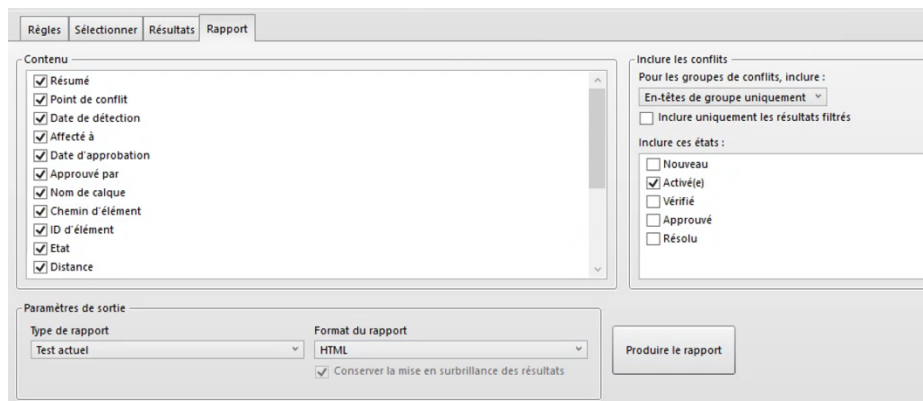 Règles Sélectionner Résultats Rapport
Contenu
Résumé
Point de conflit
Date de détection
Affecté à
Date d'approbation
Approuvé par
Nom de calque
Chemin d'élément
ID d'élément
Etat
Distance
Inclure les conflits
Pour les groupes de conflits, inclure :
En-têtes de groupe uniquement
Inclure uniquement les résultats filtrés
Inclure ces états :
Nouveau
Activé(e)
Vérifié
Approuvé
Résolu
Paramètres de sortie
Type de rapport
Test actuel
Format du rapport
HTML
Conserver la mise en surbrillance des résultats
Produire le rapport